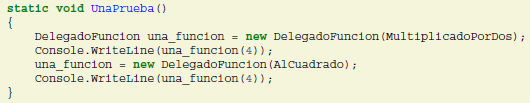 static void UnaPrueba()
{
    DelegadoFuncion una_funcion = new DelegadoFuncion(MultiplicadoPorDos);
    Console.WriteLine(una_funcion(4));
    una_funcion = new DelegadoFuncion(AlCuadrado);
    Console.WriteLine(una_funcion(4));
}